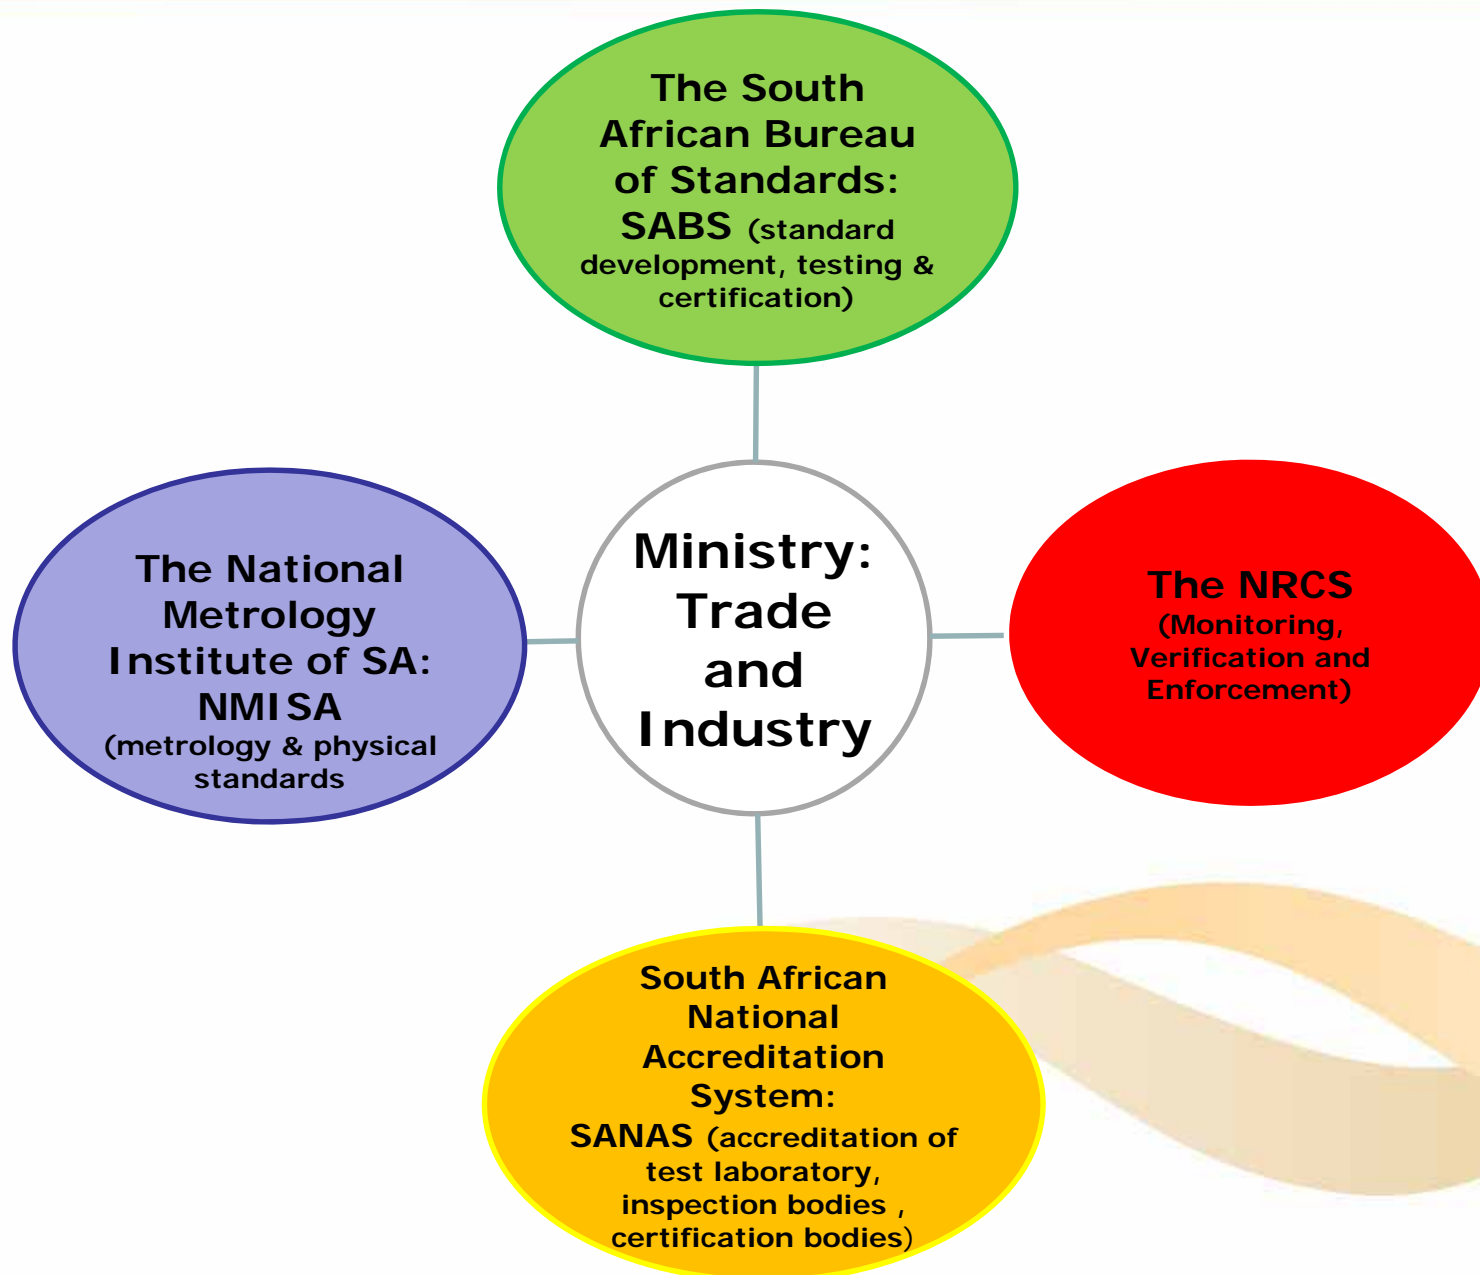 The South
African Bureau
of Standards:
SABS (standard
development, testing &
certification)
The National
Metrology
Institute of SA:
NMISA
(metrology & physical
standards
Ministry:
Trade
and
Industry
The NRCS
(Monitoring,
Verification and
Enforcement)
South African
National
Accreditation
System:
SANAS (accreditation of
test laboratory,
inspection bodies ,
certification bodies)